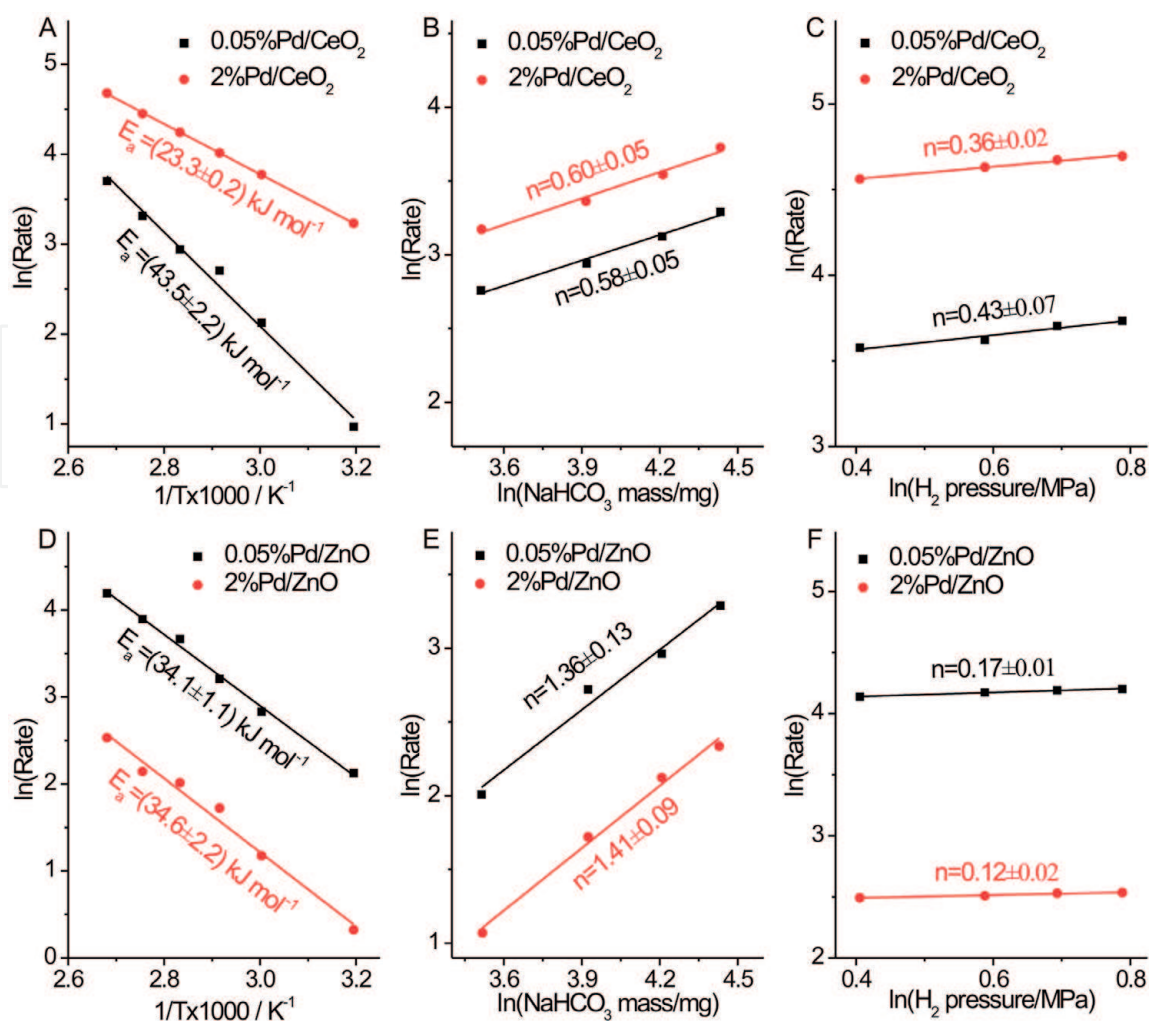 A
0.05%Pd/CeO₂
2%Pd/CeO₂
Eₐ=(23.3±0.2) kJ mol⁻¹
Eₐ=(43.5±2.2) kJ mol⁻¹
ln(Rate)
5
4
3
2
1
2.6
2.8
3.0
3.2
1/Tx1000 / K⁻¹
B
0.05%Pd/CeO₂
2%Pd/CeO₂
n=0.60±0.05
n=0.58±0.05
ln(Rate)
4
3
2
3.6
3.9
4.2
4.5
ln(NaHCO₃ mass/mg)
C
0.05%Pd/CeO₂
2%Pd/CeO₂
n=0.36±0.02
n=0.43±0.07
ln(Rate)
5
4
3
0.4
0.6
0.8
ln(H₂ pressure/MPa)
D
0.05%Pd/ZnO
2%Pd/ZnO
Eₐ=(34.1±1.1) kJ mol⁻¹
Eₐ=(34.6±2.2) kJ mol⁻¹
ln(Rate)
4
3
2
1
0
2.6
2.8
3.0
3.2
1/Tx1000 / K⁻¹
E
0.05%Pd/ZnO
2%Pd/ZnO
n=1.36±0.13
n=1.41±0.09
ln(Rate)
3
2
1
3.6
3.9
4.2
4.5
ln(NaHCO₃ mass/mg)
F
0.05%Pd/ZnO
2%Pd/ZnO
n=0.17±0.01
n=0.12±0.02
ln(Rate)
5
4
3
2
0.4
0.6
0.8
ln(H₂ pressure/MPa)